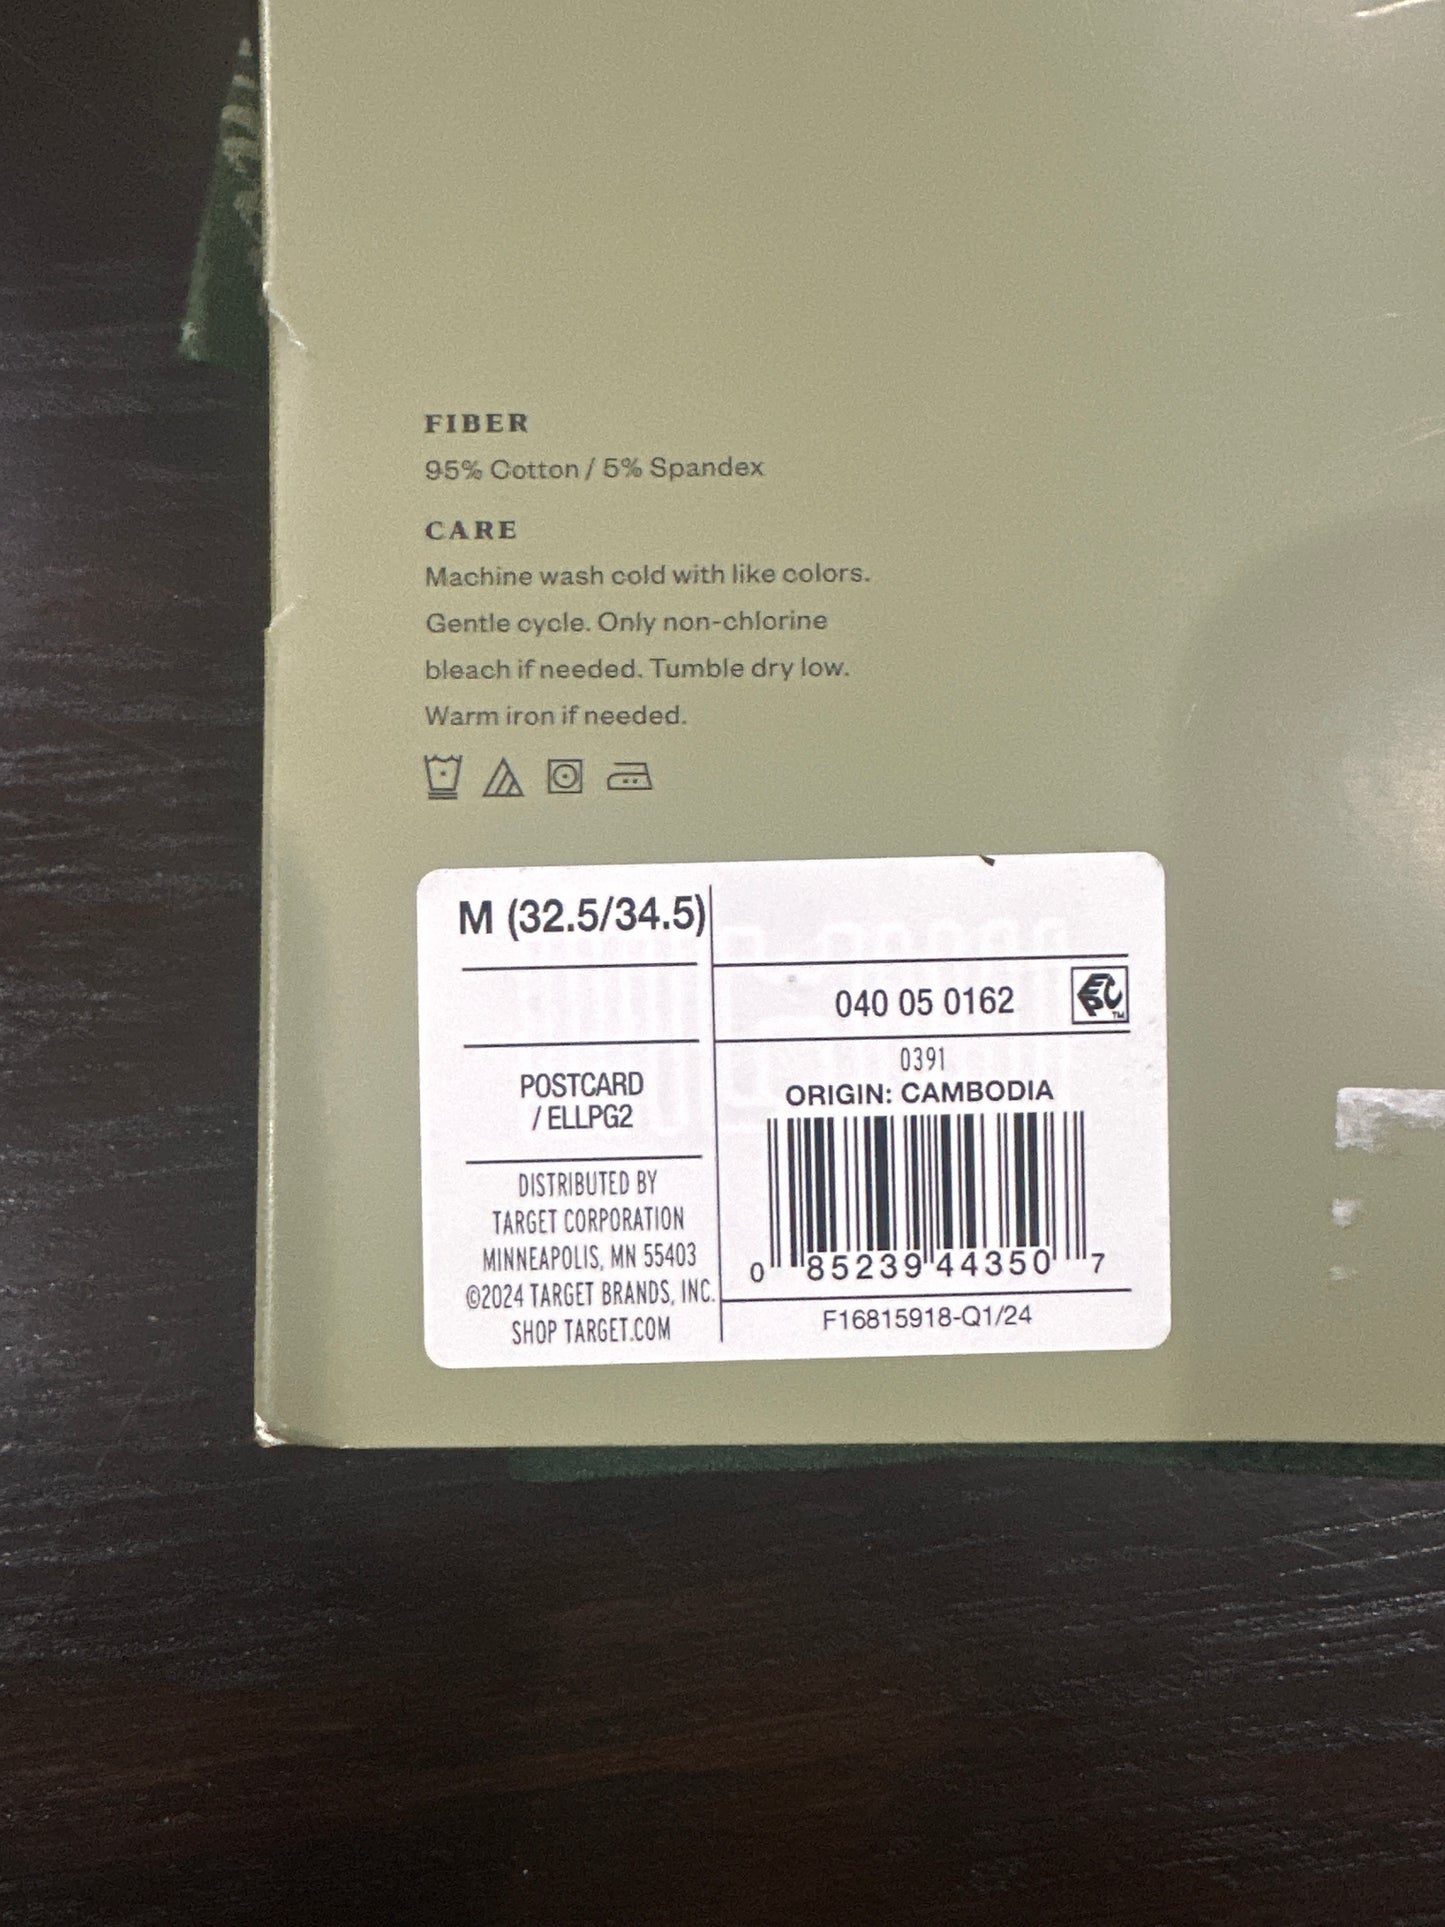 FIBER
95% Cotton / 5% Spandex
CARE
Machine wash cold with like colors.
Gentle cycle. Only non-chlorine
bleach if needed. Tumble dry low.
Warm iron if needed.
M (32.5/34.5)
POSTCARD
/ ELLPG2
DISTRIBUTED BY
TARGET CORPORATION
MINNEAPOLIS, MN 55403
©2024 TARGET BRANDS, INC.
SHOP TARGET.COM
040 05 0162
EPC TM
0391
ORIGIN: CAMBODIA
0 85239 44350 7
F16815918-Q1/24